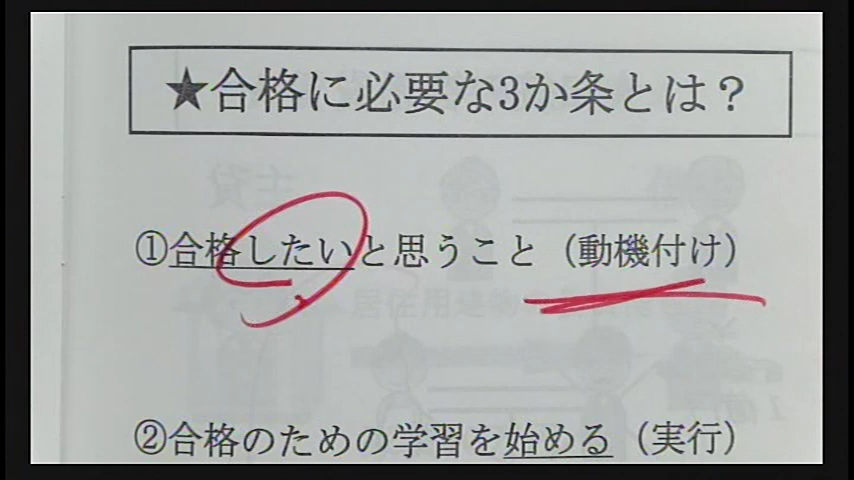 ★合格に必要な3か条とは？
①合格したいと思うこと（動機付け）
②合格のための学習を始める（実行）